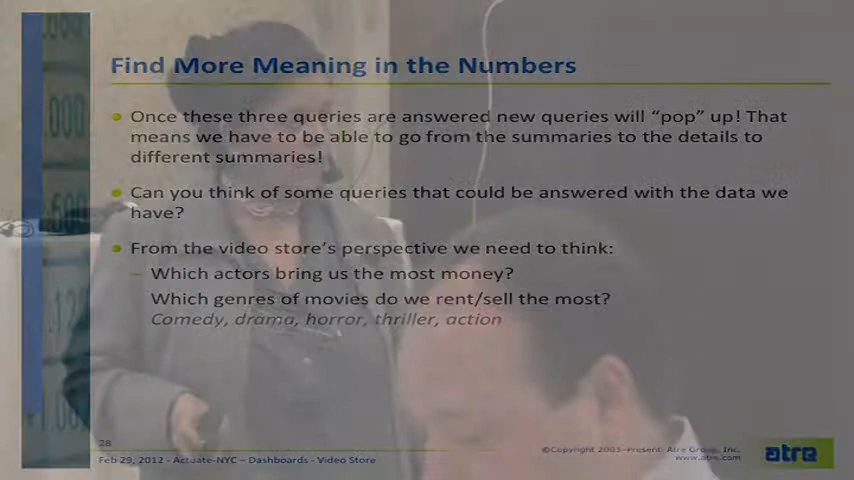 Find More Meaning in the Numbers
Once these three queries are answered new queries will “pop” up! That
means we have to be able to go from the summaries to the details to
different summaries!
Can you think of some queries that could be answered with the data we
have?
From the video store’s perspective we need to think:
– Which actors bring us the most money?
Which genres of movies do we rent/sell the most?
Comedy, drama, horror, thriller, action
28
Feb 29, 2012 - Actuate-NYC – Dashboards - Video Store
©Copyright 2003–Present. Atre Group, Inc.
www.atre.com
atre